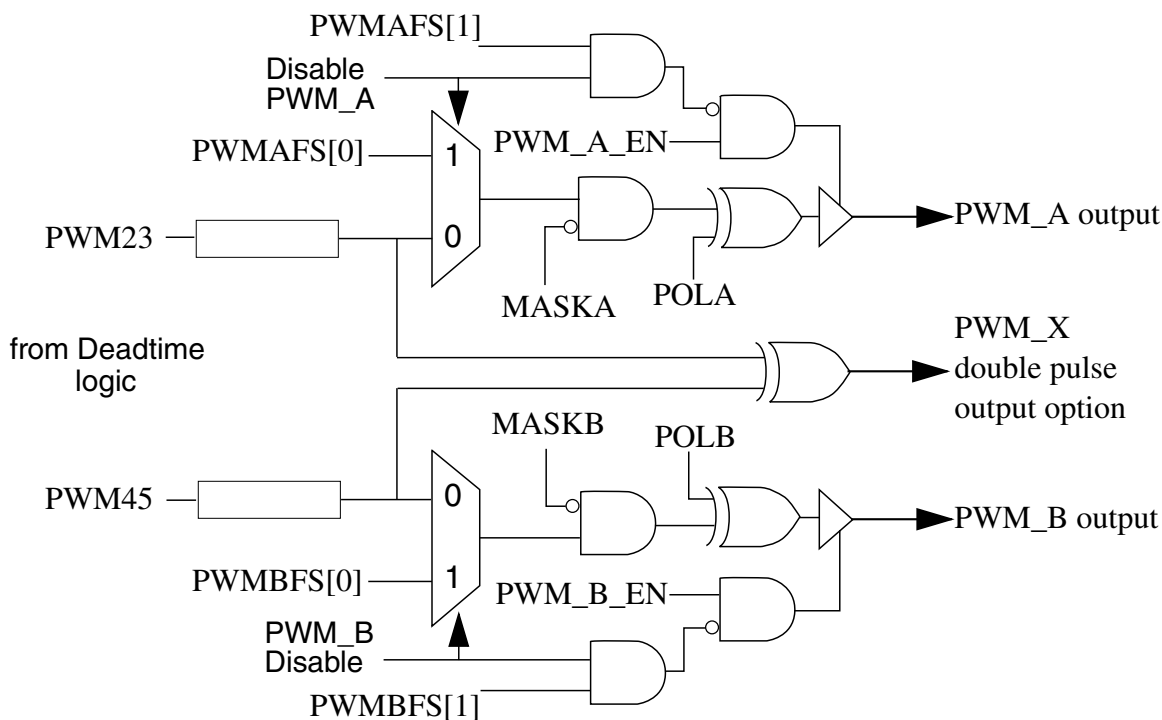 PWMAFS[1]
Disable
PWM_A
PWMAFS[0]
1
PWM_A_EN
PWM23
0
PWM_A output
MASKA
POLA
from Deadtime
logic
PWM_X
double pulse
output option
MASKB
POLB
PWM45
0
PWM_B output
PWMBFS[0]
1
PWM_B_EN
PWM_B
Disable
PWMBFS[1]